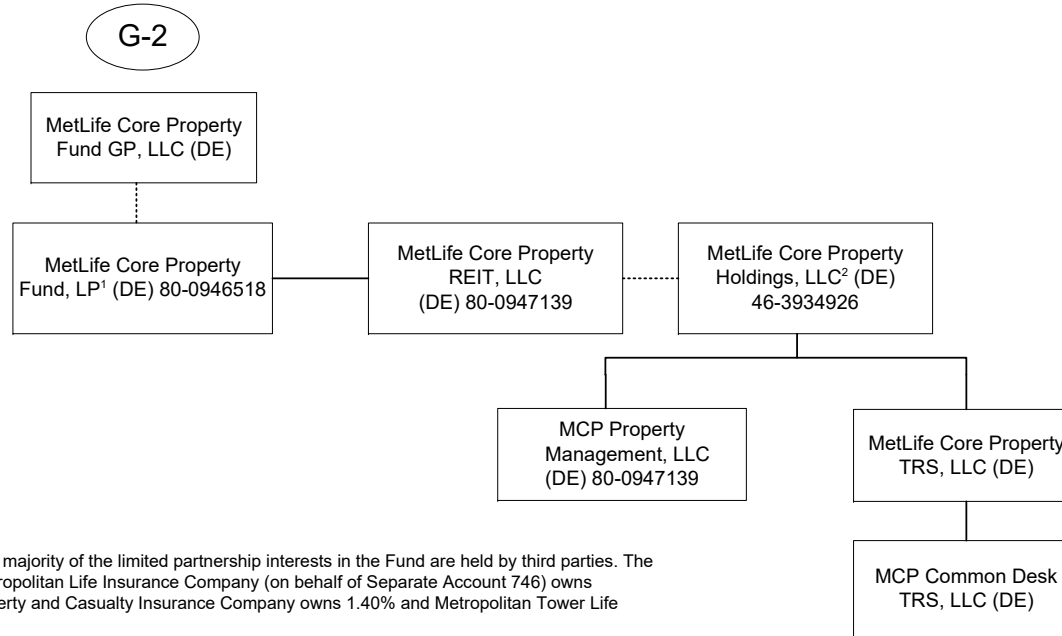 G-2
MetLife Core Property
Fund GP, LLC (DE)
MetLife Core Property
Fund, LP¹ (DE) 80-0946518
MetLife Core Property
REIT, LLC
(DE) 80-0947139
MetLife Core Property
Holdings, LLC² (DE)
46-3934926
MCP Property
Management, LLC
(DE) 80-0947139
MetLife Core Property
TRS, LLC (DE)
MCP Common Desk
TRS, LLC (DE)
majority of the limited partnership interests in the Fund are held by third parties. The
ropolitan Life Insurance Company (on behalf of Separate Account 746) owns
erty and Casualty Insurance Company owns 1.40% and Metropolitan Tower Life